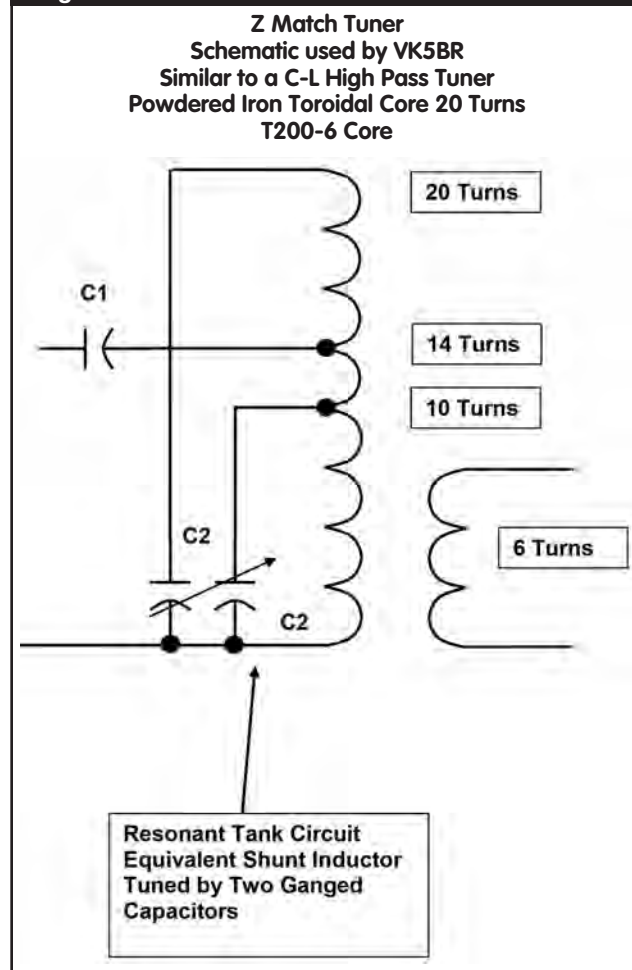 Z Match Tuner
Schematic used by VK5BR
Similar to a C-L High Pass Tuner
Powdered Iron Toroidal Core 20 Turns
T200-6 Core
20 Turns
C1
14 Turns
10 Turns
C2
6 Turns
C2
Resonant Tank Circuit
Equivalent Shunt Inductor
Tuned by Two Ganged
Capacitors